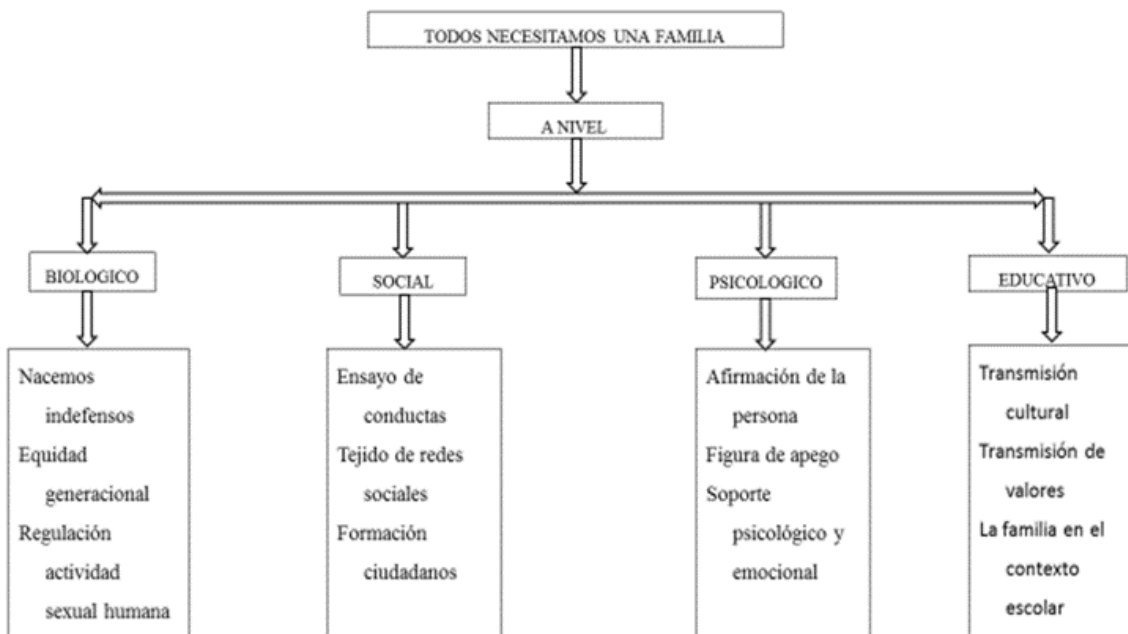 TODOS NECESITAMOS UNA FAMILIA
A NIVEL
BIOLOGICO
SOCIAL
PSICOLOGICO
EDUCATIVO
Nacemos
indefensos
Equidad
generacional
Regulación
actividad
sexual humana
Ensayo de
conductas
Tejido de redes
sociales
Formación
ciudadanos
Afirmación de la
persona
Figura de apego
Soporte
psicológico y
emocional
Transmisión
cultural
Transmisión de
valores
La familia en el
contexto
escolar